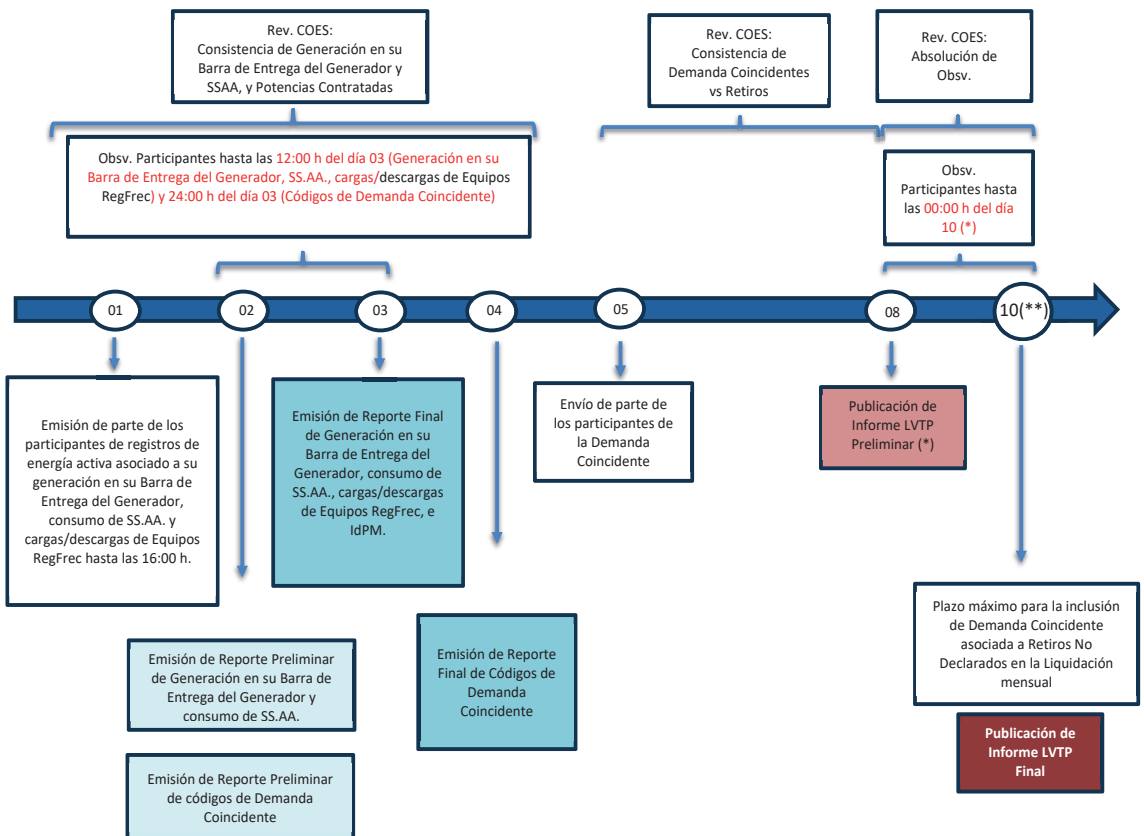 Rev. COES:
Consistencia de Generación en su
Barra de Entrega del Generador y
SSAA, y Potencias Contratadas
Rev. COES:
Consistencia de
Demanda Coincidentes
vs Retiros
Rev. COES:
Absolución de
Obsv.
Obsv. Participantes hasta las 12:00 h del día 03 (Generación en su
Barra de Entrega del Generador, SS.AA., cargas/descargas de Equipos
RegFrec) y 24:00 h del día 03 (Códigos de Demanda Coincidente)
Obsv.
Participantes hasta
las 00:00 h del día
10 (*)
01
02
03
04
05
08
10(**)
Emisión de parte de los
participantes de registros de
energía activa asociado a su
generación en su Barra de
Entrega del Generador,
consumo de SS.AA. y
cargas/descargas de Equipos
RegFrec hasta las 16:00 h.
Emisión de Reporte Final
de Generación en su
Barra de Entrega del
Generador, consumo de
SS.AA., cargas/descargas
de Equipos RegFrec, e
IdPM.
Envío de parte de
los participantes de
la Demanda
Coincidente
Publicación de
Informe LVTP
Preliminar (*)
Emisión de Reporte Preliminar
de Generación en su Barra de
Entrega del Generador y
consumo de SS.AA.
Emisión de Reporte
Final de Códigos de
Demanda
Coincidente
Plazo máximo para la inclusión
de Demanda Coincidente
asociada a Retiros No
Declarados en la Liquidación
mensual
Publicación de
Informe LVTP
Final
Emisión de Reporte Preliminar
de códigos de Demanda
Coincidente